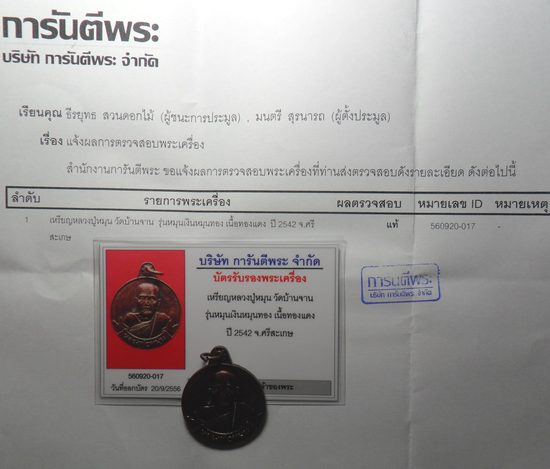 การันตีพระ
บริษัท การันตีพระ จำกัด
เรียนคุณ ธีรยุทธ สวนดอกไม้ (ผู้ชนะการประมูล) , มนตรี สุรนารถ (ผู้ตั้งประมูล)
เรื่อง แจ้งผลการตรวจสอบพระเครื่อง
สำนักงานการันตีพระ ขอแจ้งผลการตรวจสอบพระเครื่องที่ท่านส่งตรวจสอบดังรายละเอียด ดังต่อไปนี้
ลำดับ รายการพระเครื่อง ผลตรวจสอบ หมายเลข ID หมายเหตุ
1 เหรียญหลวงปู่หมุน วัดบ้านจาน รุ่นหมุนเงินหมุนทอง เนื้อทองแดง ปี 2542 จ.ศรี แท้ 560920-017 -
สะเกษ
บริษัท การันตีพระ จำกัด
บัตรรับรองพระเครื่อง
เหรียญหลวงปู่หมุน วัดบ้านจาน
รุ่นหมุนเงินหมุนทอง เนื้อทองแดง
ปี 2542 จ.ศรีสะเกษ
560920-017
วันที่ออกบัตร 20/9/2556
การันตีพระ
บริษัท การันตีพระ จำกัด